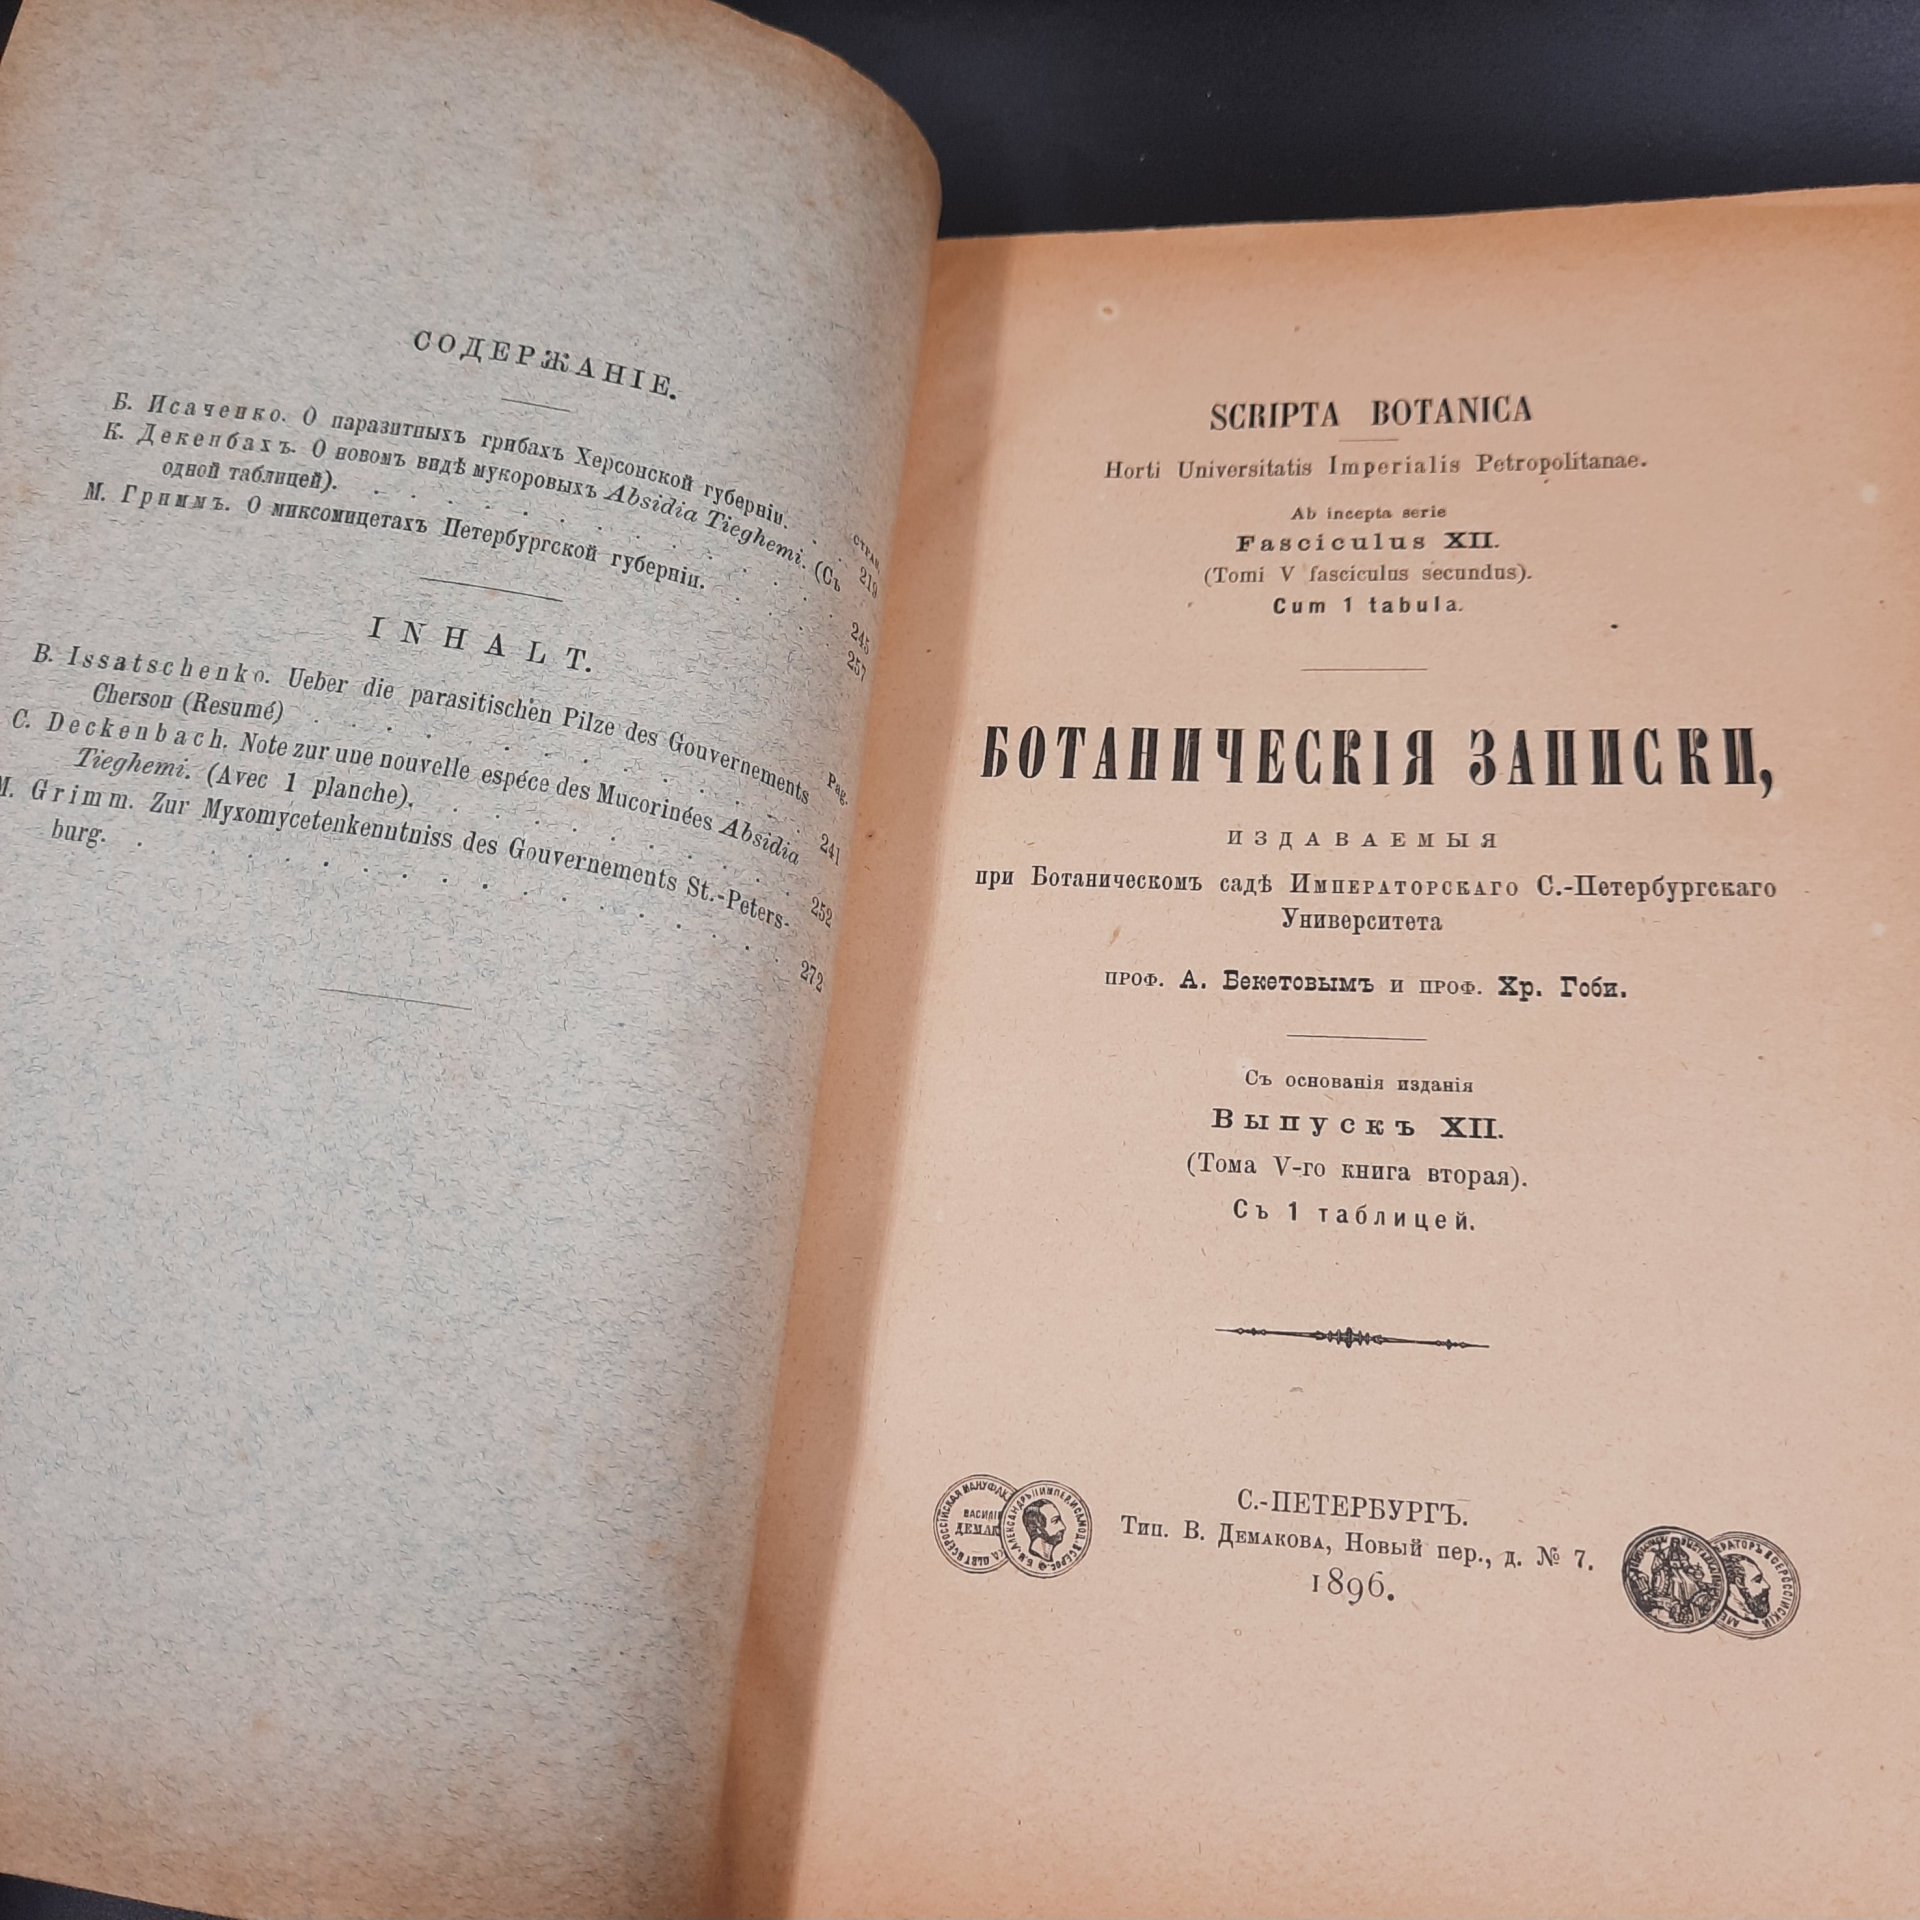 СОДЕРЖАНІЕ.
СТРАН.
Б. Исаченко. О паразитныхъ грибахъ Херсонской губерніи. . . 219
К. Декенбахъ. О новомъ видѣ мукоровыхъ Absidia Tieghemi. (Съ
одной таблицей). . . . . . . . . . . . 245
М. Гриммъ. О миксомицетахъ Петербургской губерніи. . . . . 257
INHALT.
Pag.
B. Issatschenko. Ueber die parasitischen Pilze des Gouvernements
Cherson (Resumé) . . . . . . . . . . . . 241
C. Deckenbach. Note zur une nouvelle espéce des Mucorinées Absidia
Tieghemi. (Avec 1 planche). . . . . . . . . . 252
M. Grimm. Zur Myxomycetenkenntniss des Gouvernements St.-Peters-
burg. . . . . . . . . . . . . . . 272
SCRIPTA BOTANICA
Horti Universitatis Imperialis Petropolitanae.
Ab incepta serie
Fasciculus XII.
(Tomi V fasciculus secundus).
Cum 1 tabula.
БОТАНИЧЕСКІЯ ЗАПИСКИ,
ИЗДАВАЕМЫЯ
при Ботаническомъ садѣ Императорскаго С.-Петербургскаго
Университета
проф. А. Бекетовымъ и проф. Хр. Гоби.
Съ основанія изданія
Выпускъ XII.
(Тома V-го книга вторая).
Съ 1 таблицей.
С.-ПЕТЕРБУРГЪ.
Тип. В. Демакова, Новый пер., д. № 7.
1896.